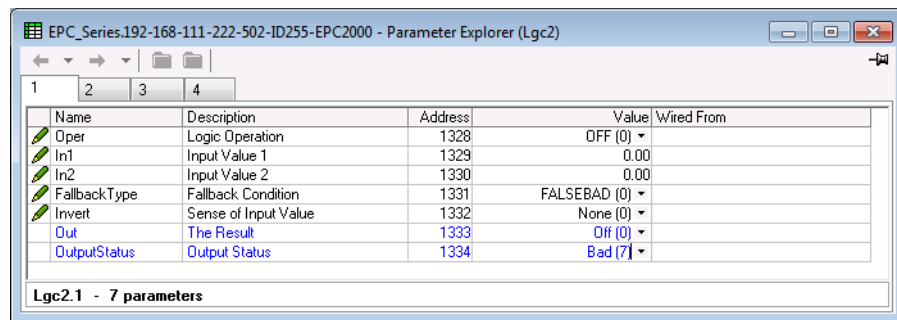 EPC_Series.192-168-111-222-502-ID255-EPC2000 - Parameter Explorer (Lgc2)
1 2 3 4
Name Description Address Value Wired From
Oper Logic Operation 1328 OFF (0)
In1 Input Value 1 1329 0.00
In2 Input Value 2 1330 0.00
FallbackType Fallback Condition 1331 FALSEBAD (0)
Invert Sense of Input Value 1332 None (0)
Out The Result 1333 Off (0)
OutputStatus Output Status 1334 Bad (7)
Lgc2.1 - 7 parameters